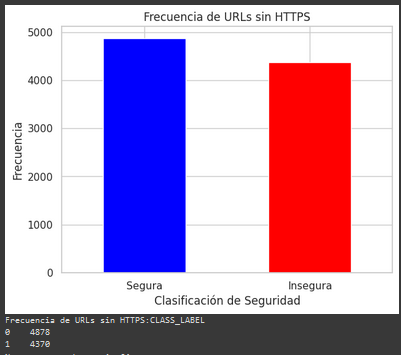 Frecuencia de URLs sin HTTPS
5000
4000
3000
2000
1000
0
Frecuencia
Segura
Insegura
Clasificación de Seguridad
Frecuencia de URLs sin HTTPS:CLASS_LABEL
0 4878
1 4370